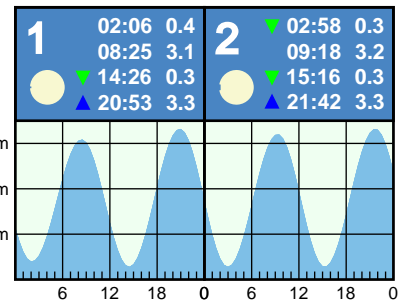 1 02:06 0.4
08:25 3.1
▼ 14:26 0.3
▲ 20:53 3.3
2 ▼ 02:58 0.3
09:18 3.2
▼ 15:16 0.3
▲ 21:42 3.3
m
m
m
6 12 18 0 6 12 18 0